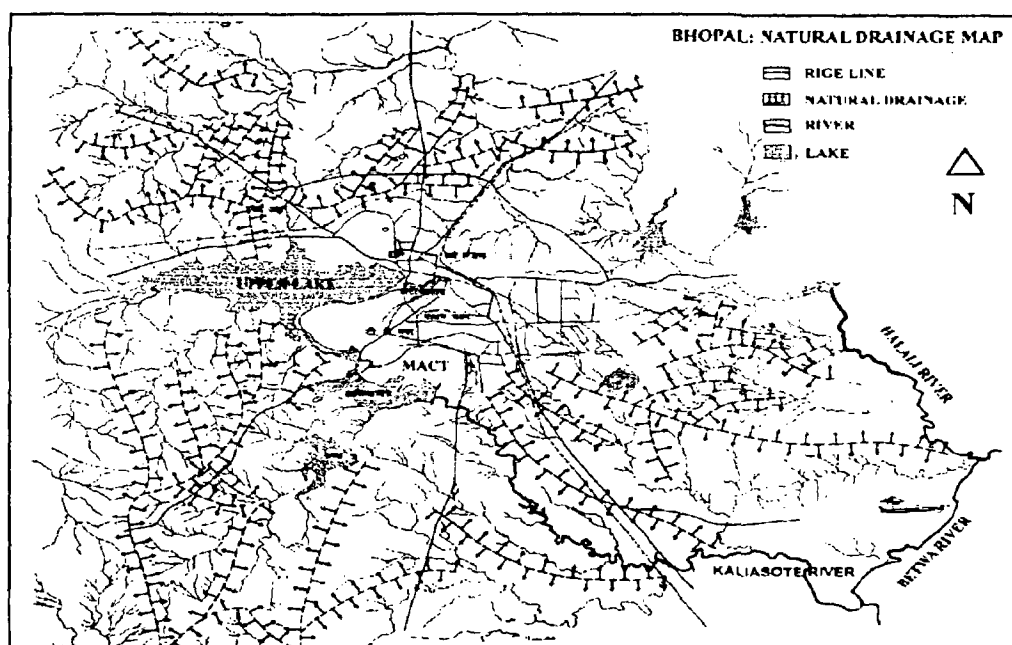 BHOPAL: NATURAL DRAINAGE MAP
RIGE LINE
NATURAL DRAINAGE
RIVER
LAKE
N
UPPER LAKE
MACT
HALALI RIVER
BETWA RIVER
KALIASOTE RIVER